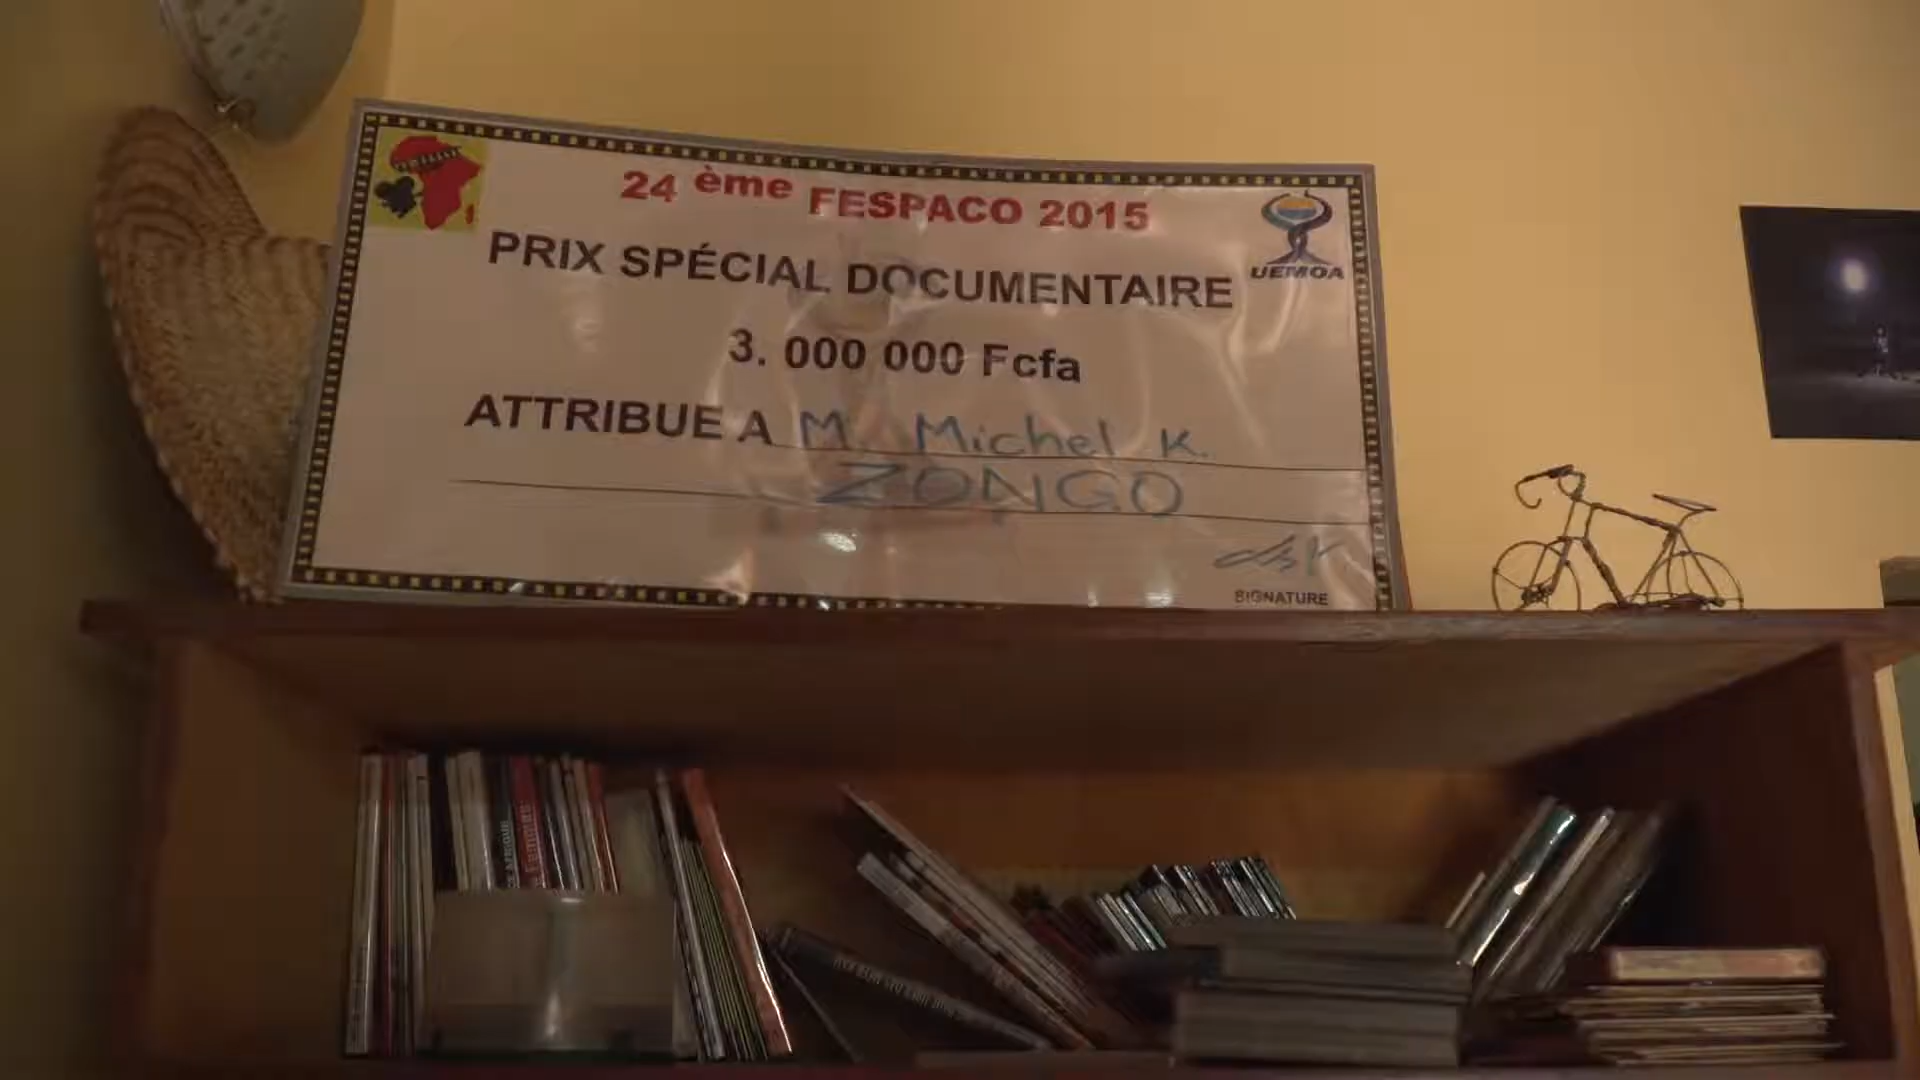 24 ème FESPACO 2015
PRIX SPÉCIAL DOCUMENTAIRE
UEMOA
3. 000 000 Fcfa
ATTRIBUE A M. Michel K.
ZONGO
SIGNATURE